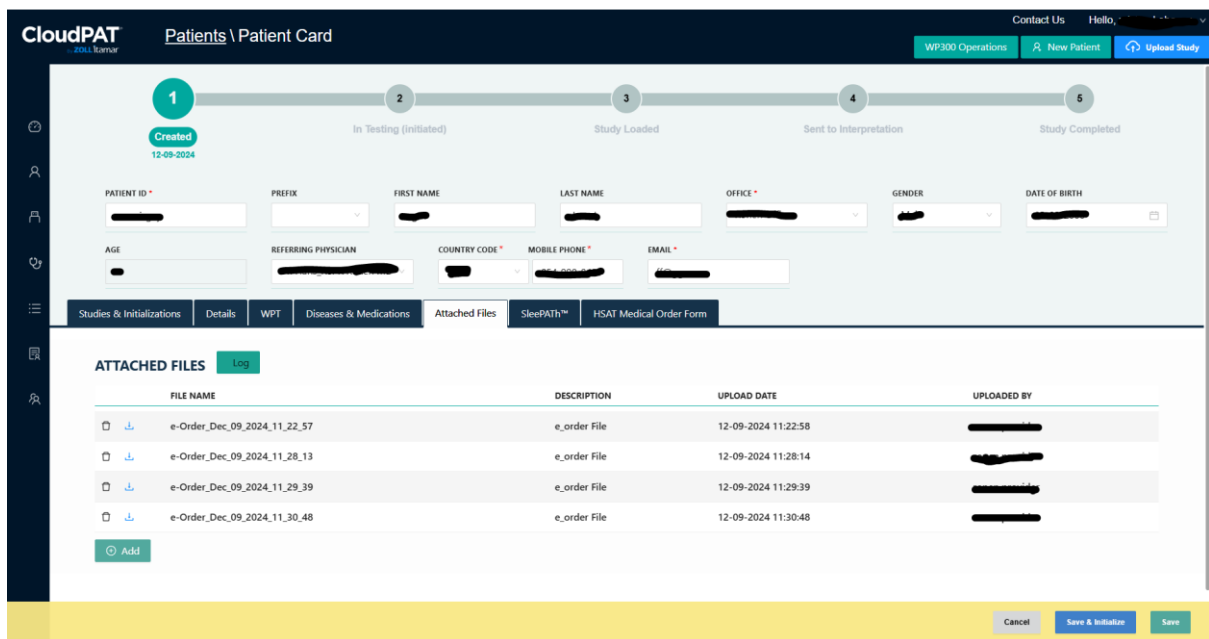 Contact Us Hello,
CloudPAT™
by ZOLL Itamar
Patients \ Patient Card
WP300 Operations
New Patient
Upload Study
1 2 3 4 5
Created In Testing (initiated) Study Loaded Sent to Interpretation Study Completed
12-09-2024
PATIENT ID * PREFIX FIRST NAME LAST NAME OFFICE * GENDER DATE OF BIRTH
AGE REFERRING PHYSICIAN COUNTRY CODE * MOBILE PHONE * EMAIL *
Studies & Initializations Details WPT Diseases & Medications Attached Files SleePATh™ HSAT Medical Order Form
ATTACHED FILES Log
FILE NAME DESCRIPTION UPLOAD DATE UPLOADED BY
e-Order_Dec_09_2024_11_22_57 e_order File 12-09-2024 11:22:58
e-Order_Dec_09_2024_11_28_13 e_order File 12-09-2024 11:28:14
e-Order_Dec_09_2024_11_29_39 e_order File 12-09-2024 11:29:39
e-Order_Dec_09_2024_11_30_48 e_order File 12-09-2024 11:30:48
Add
Cancel Save & Initialize Save